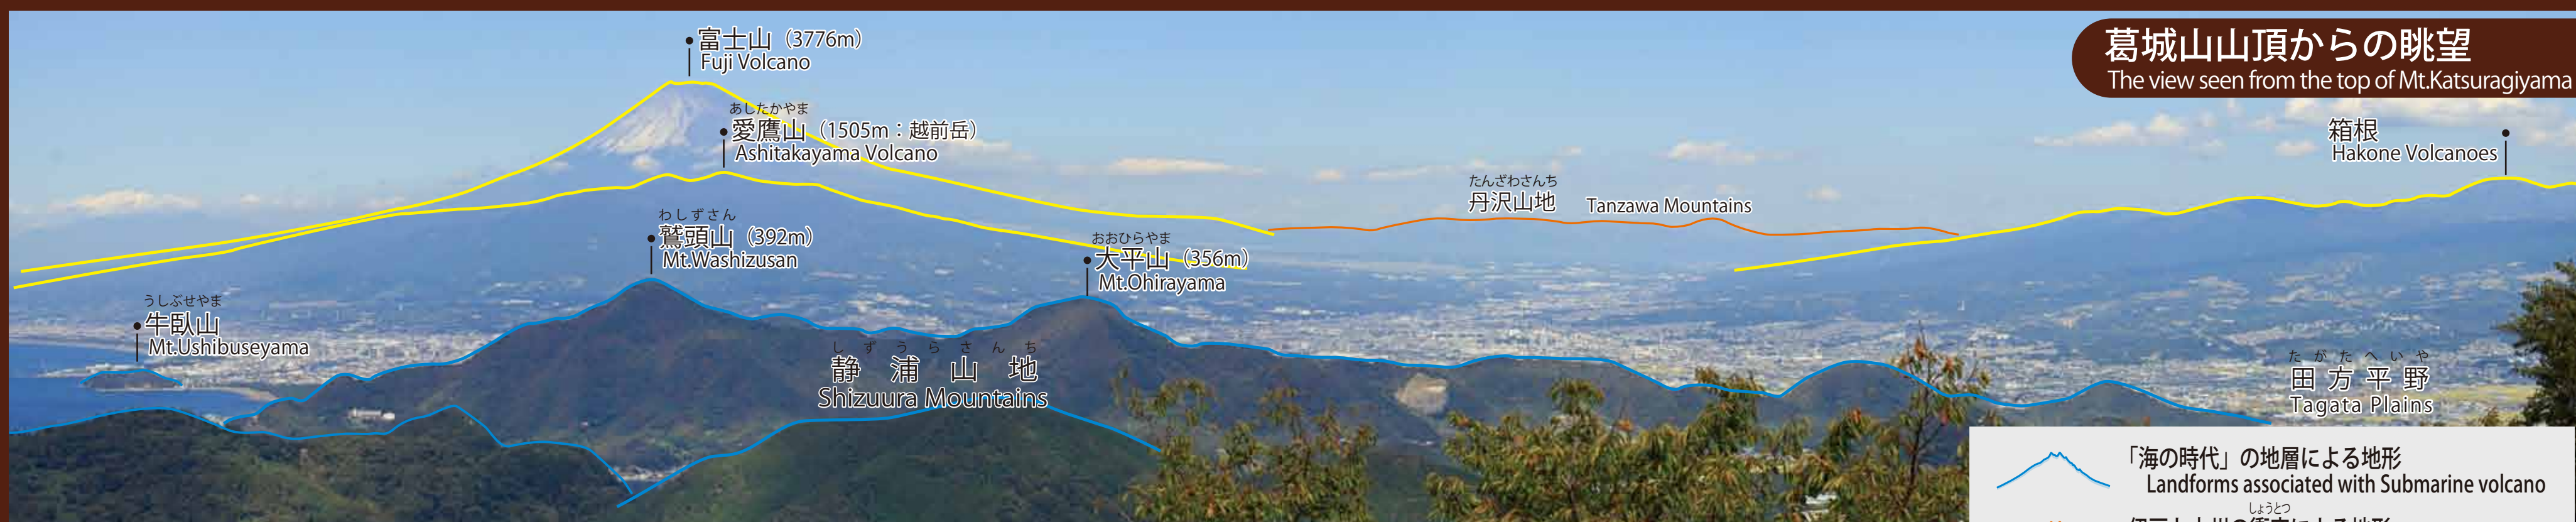 葛城山山頂からの眺望
The view seen from the top of Mt.Katsuragiyama
富士山（3776m）
Fuji Volcano
あしたかやま
愛鷹山（1505m：越前岳）
Ashitakayama Volcano
箱根
Hakone Volcanoes
たんざわさんち
丹沢山地 Tanzawa Mountains
わしずさん
鷲頭山（392m）
Mt.Washizusan
おおひらやま
大平山（356m）
Mt.Ohirayama
うしぶせやま
牛臥山
Mt.Ushibuseyama
しずうらさんち
静浦山地
Shizuura Mountains
たがたへいや
田方平野
Tagata Plains
「海の時代」の地層による地形
Landforms associated with Submarine volcano
しょうとつ